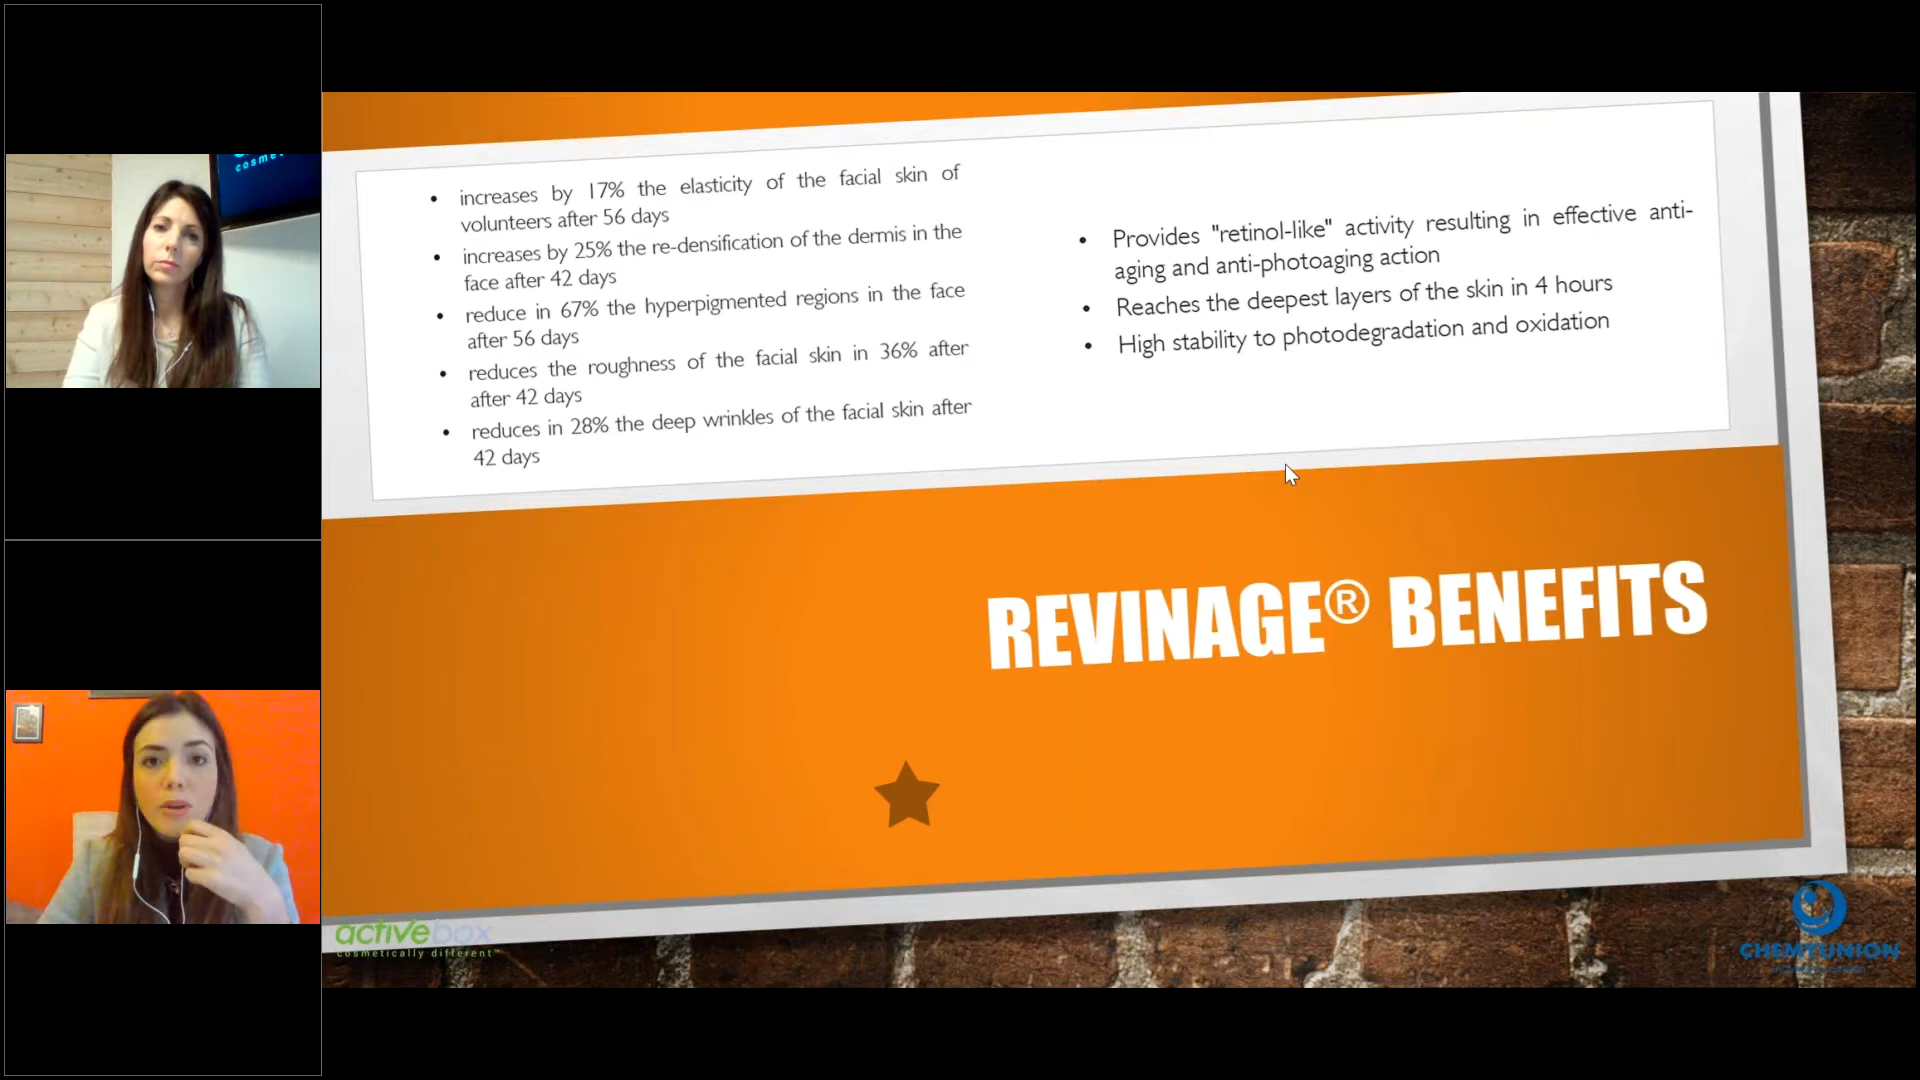 cosme
• increases by 17% the elasticity of the facial skin of
volunteers after 56 days
• increases by 25% the re-densification of the dermis in the
face after 42 days
• reduce in 67% the hyperpigmented regions in the face
after 56 days
• reduces the roughness of the facial skin in 36% after
after 42 days
• reduces in 28% the deep wrinkles of the facial skin after
42 days
• Provides "retinol-like" activity resulting in effective anti-
aging and anti-photoaging action
• Reaches the deepest layers of the skin in 4 hours
• High stability to photodegradation and oxidation
REVINAGE® BENEFITS
activebox
cosmetically different™
CHEMYUNION